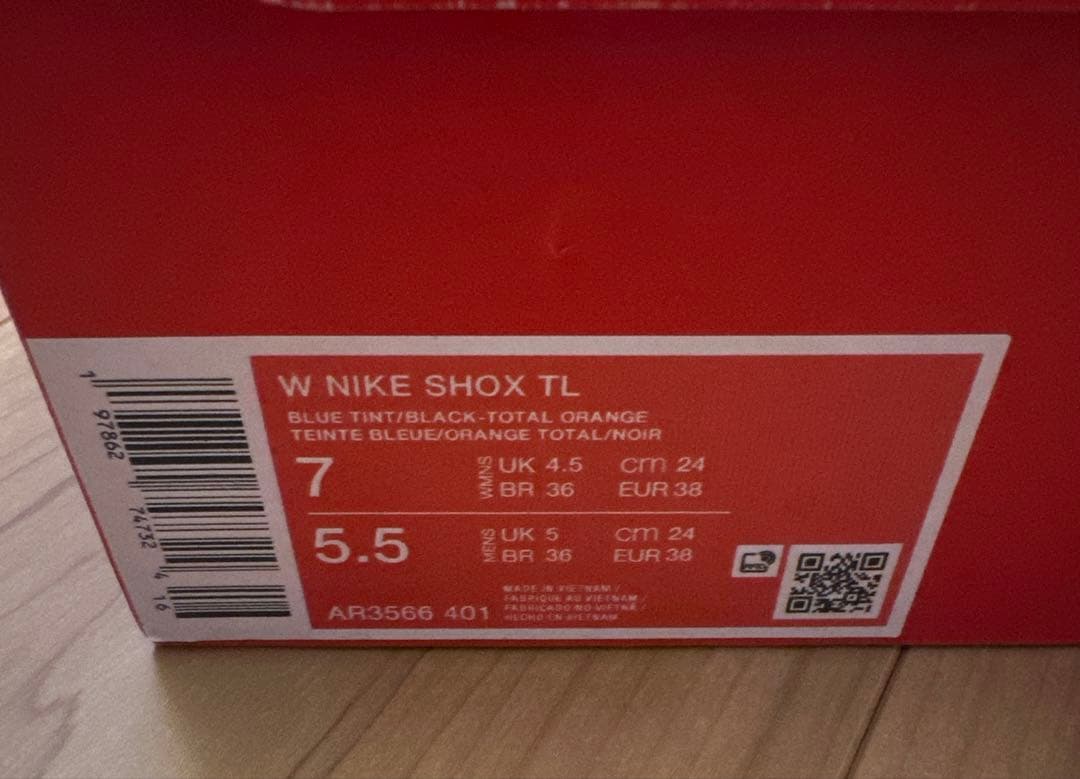 W NIKE SHOX TL
BLUE TINT/BLACK-TOTAL ORANGE
TEINTE BLEUE/ORANGE TOTAL/NOIR
7
WMNS
UK 4.5 cm 24
BR 36 EUR 38
5.5
MENS
UK 5 cm 24
BR 36 EUR 38
AR3566 401
MADE IN VIETNAM /
FABRIQUE AU VIETNAM /
FABRICADO NO VIETNÃ /
HECHO EN VIETNAM
1 97862 74732 4 16